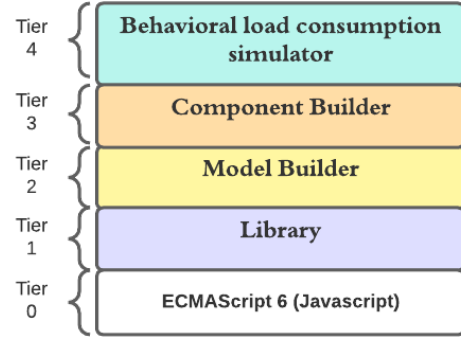 Tier
4
Behavioral load consumption
simulator
Tier
3
Component Builder
Tier
2
Model Builder
Tier
1
Library
Tier
0
ECMAScript 6 (Javascript)